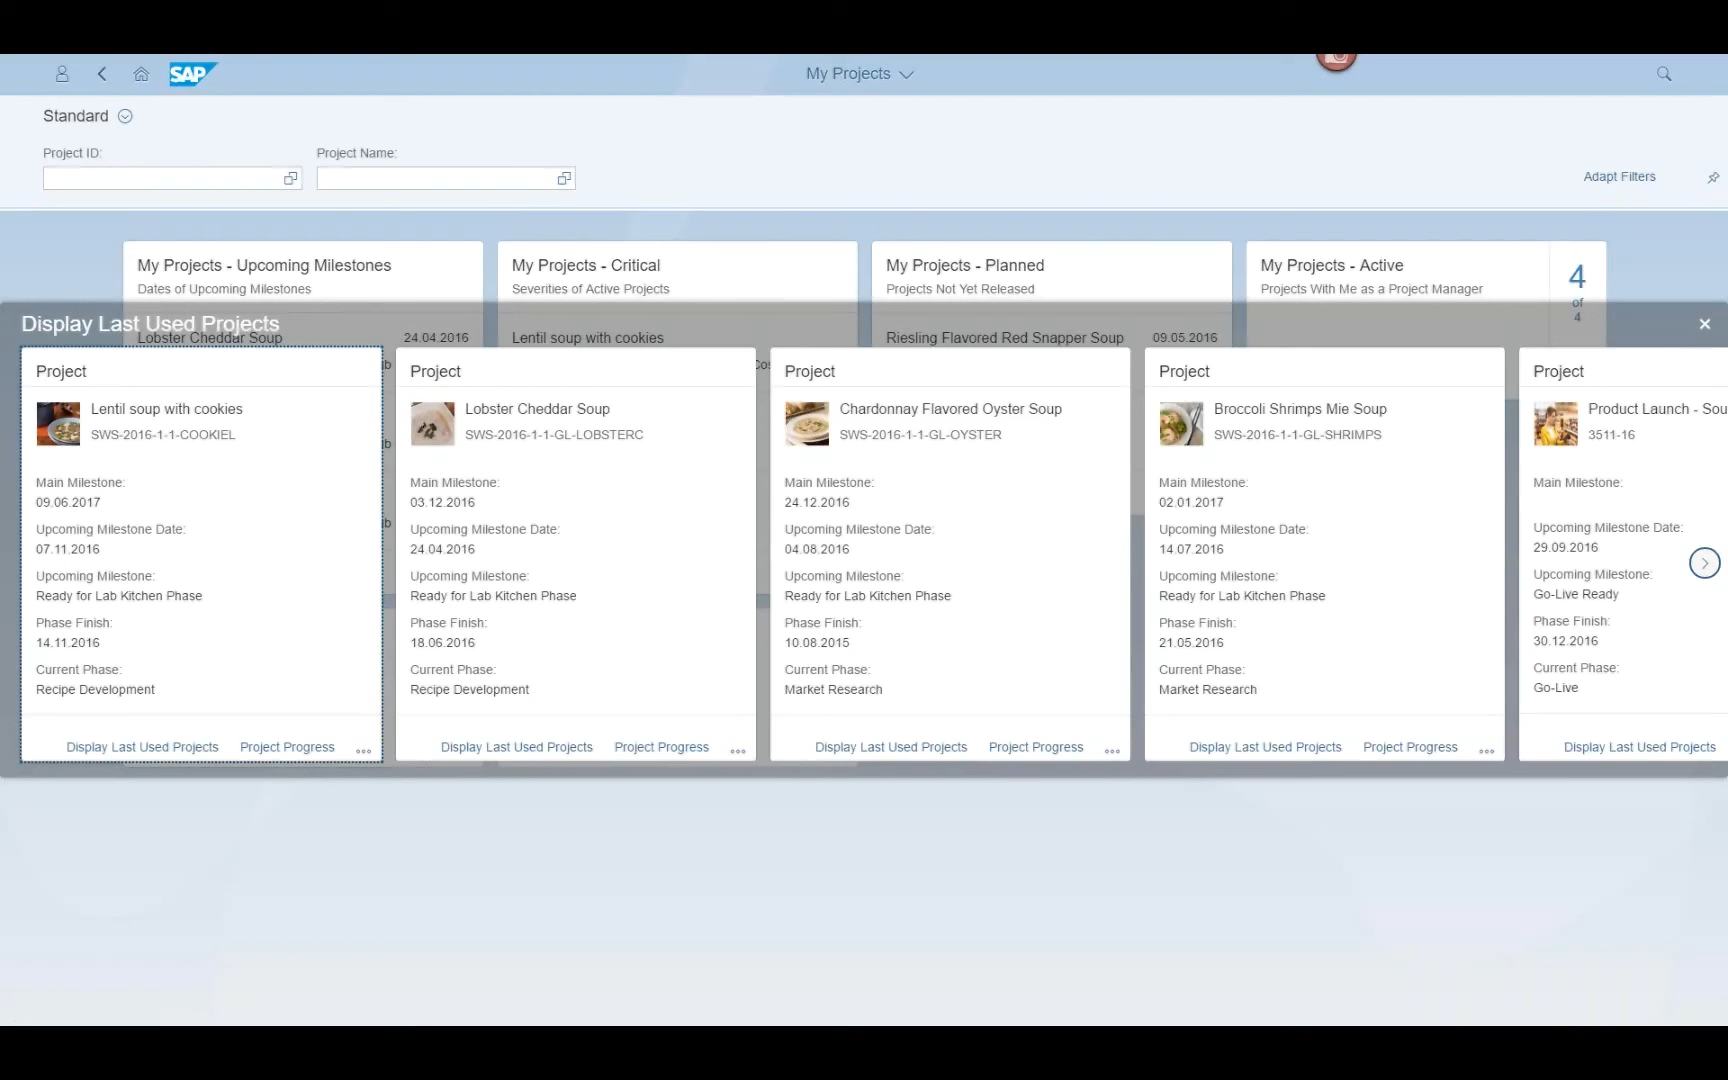 SAP
My Projects
Standard
Project ID:
Project Name:
Adapt Filters
My Projects - Upcoming Milestones
Dates of Upcoming Milestones
My Projects - Critical
Severities of Active Projects
My Projects - Planned
Projects Not Yet Released
My Projects - Active
Projects With Me as a Project Manager
4
of
4
Display Last Used Projects
Lobster Cheddar Soup
24.04.2016
Lentil soup with cookies
Riesling Flavored Red Snapper Soup
09.05.2016
Project
Lentil soup with cookies
SWS-2016-1-1-COOKIEL
Main Milestone:
09.06.2017
Upcoming Milestone Date:
07.11.2016
Upcoming Milestone:
Ready for Lab Kitchen Phase
Phase Finish:
14.11.2016
Current Phase:
Recipe Development
Display Last Used Projects
Project Progress
Project
Lobster Cheddar Soup
SWS-2016-1-1-GL-LOBSTERC
Main Milestone:
03.12.2016
Upcoming Milestone Date:
24.04.2016
Upcoming Milestone:
Ready for Lab Kitchen Phase
Phase Finish:
18.06.2016
Current Phase:
Recipe Development
Display Last Used Projects
Project Progress
Project
Chardonnay Flavored Oyster Soup
SWS-2016-1-1-GL-OYSTER
Main Milestone:
24.12.2016
Upcoming Milestone Date:
04.08.2016
Upcoming Milestone:
Ready for Lab Kitchen Phase
Phase Finish:
10.08.2015
Current Phase:
Market Research
Display Last Used Projects
Project Progress
Project
Broccoli Shrimps Mie Soup
SWS-2016-1-1-GL-SHRIMPS
Main Milestone:
02.01.2017
Upcoming Milestone Date:
14.07.2016
Upcoming Milestone:
Ready for Lab Kitchen Phase
Phase Finish:
21.05.2016
Current Phase:
Market Research
Display Last Used Projects
Project Progress
Project
Product Launch - Sou
3511-16
Main Milestone:
Upcoming Milestone Date:
29.09.2016
Upcoming Milestone:
Go-Live Ready
Phase Finish:
30.12.2016
Current Phase:
Go-Live
Display Last Used Projects